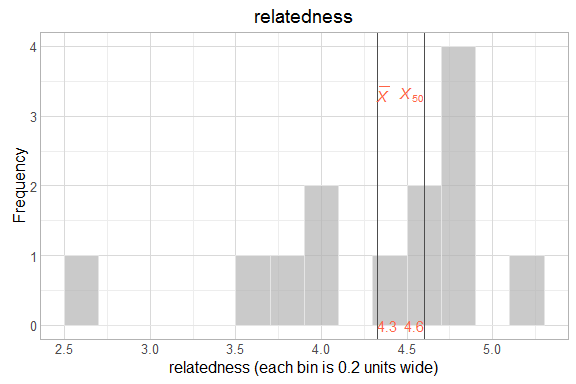 relatedness
Frequency
4
3
2
1
0
X̅ X₅₀
4.3 4.6
2.5 3.0 3.5 4.0 4.5 5.0
relatedness (each bin is 0.2 units wide)